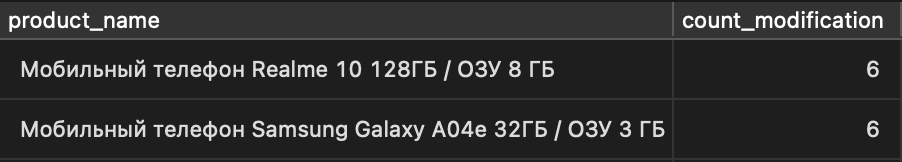 product_name count_modification
Мобильный телефон Realme 10 128ГБ / ОЗУ 8 ГБ 6
Мобильный телефон Samsung Galaxy A04e 32ГБ / ОЗУ 3 ГБ 6